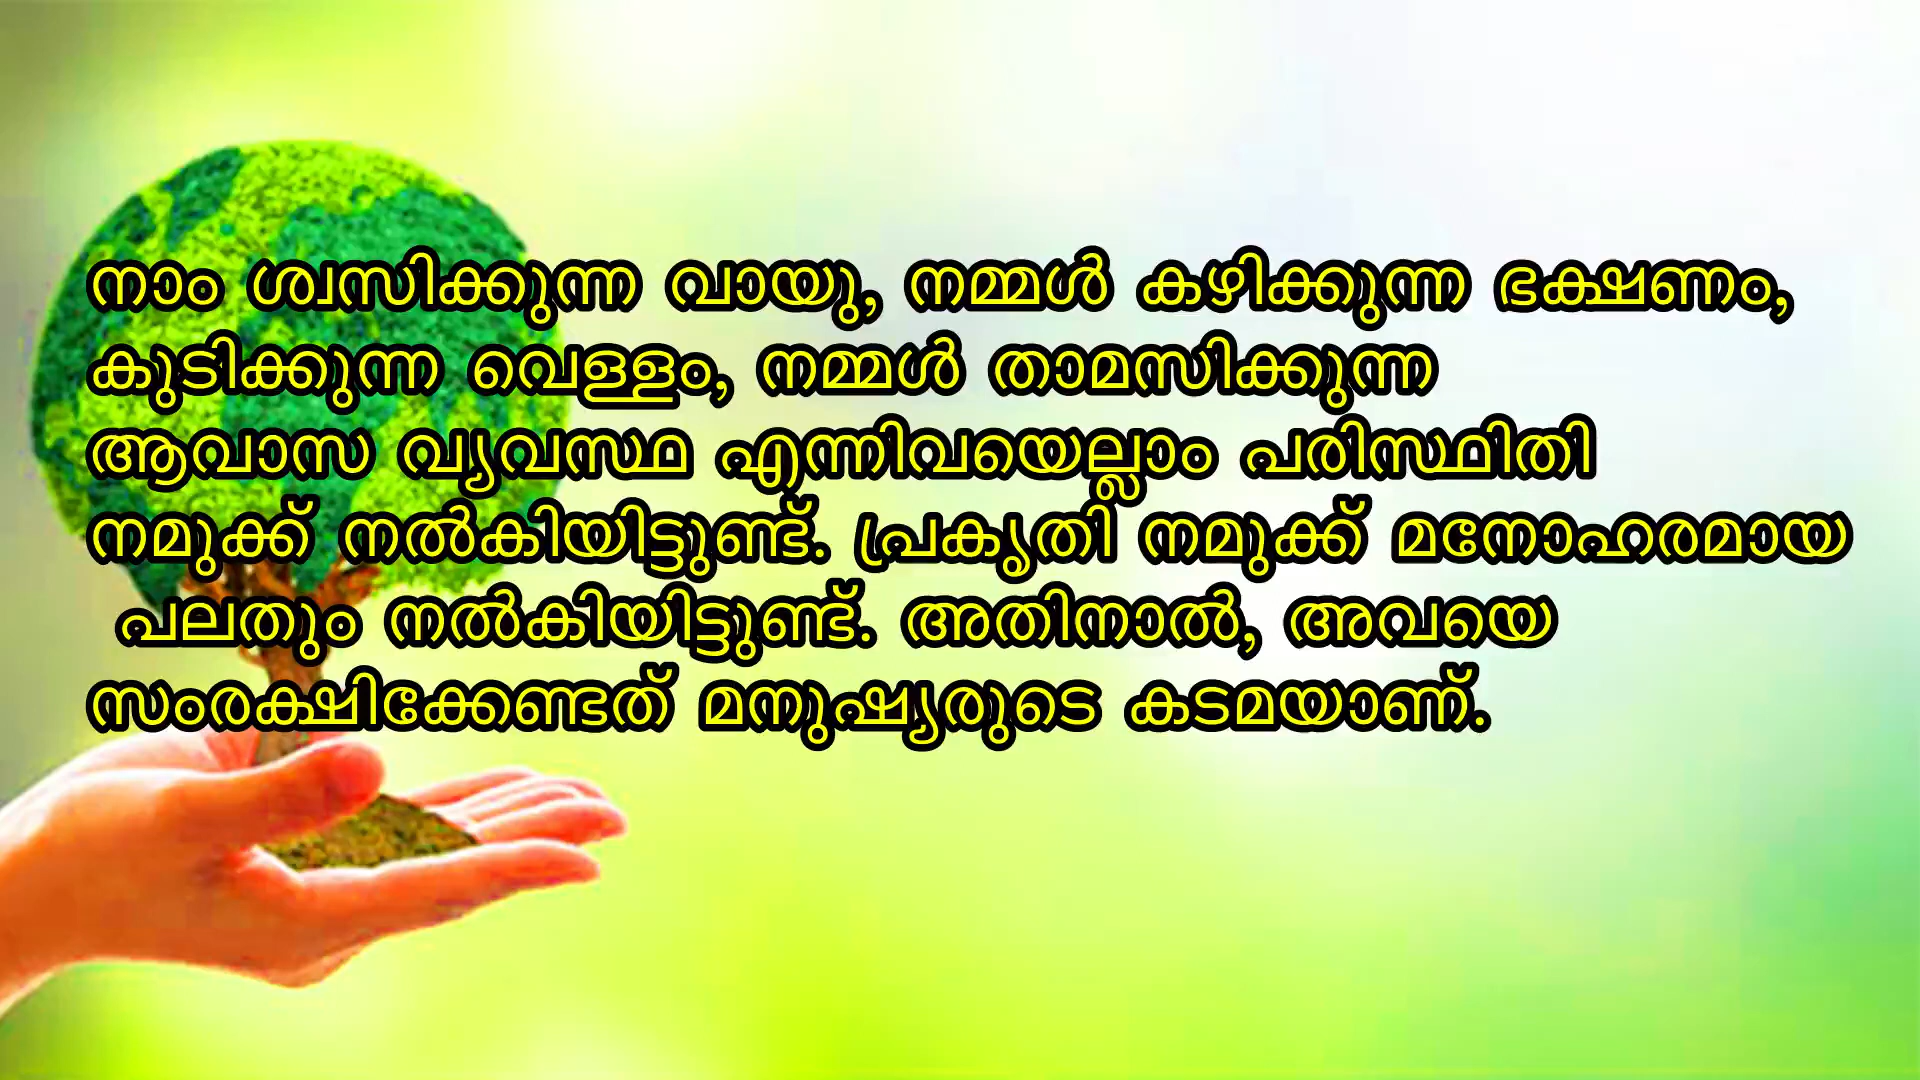 നാം ശ്വസിക്കുന്ന വായു, നമ്മൾ കഴിക്കുന്ന ഭക്ഷണം,
കുടിക്കുന്ന വെള്ളം, നമ്മൾ താമസിക്കുന്ന
ആവാസ വ്യവസ്ഥ എന്നിവയെല്ലാം പരിസ്ഥിതി
നമുക്ക് നൽകിയിട്ടുണ്ട്. പ്രകൃതി നമുക്ക് മനോഹരമായ
പലതും നൽകിയിട്ടുണ്ട്. അതിനാൽ, അവയെ
സംരക്ഷിക്കേണ്ടത് മനുഷ്യരുടെ കടമയാണ്.